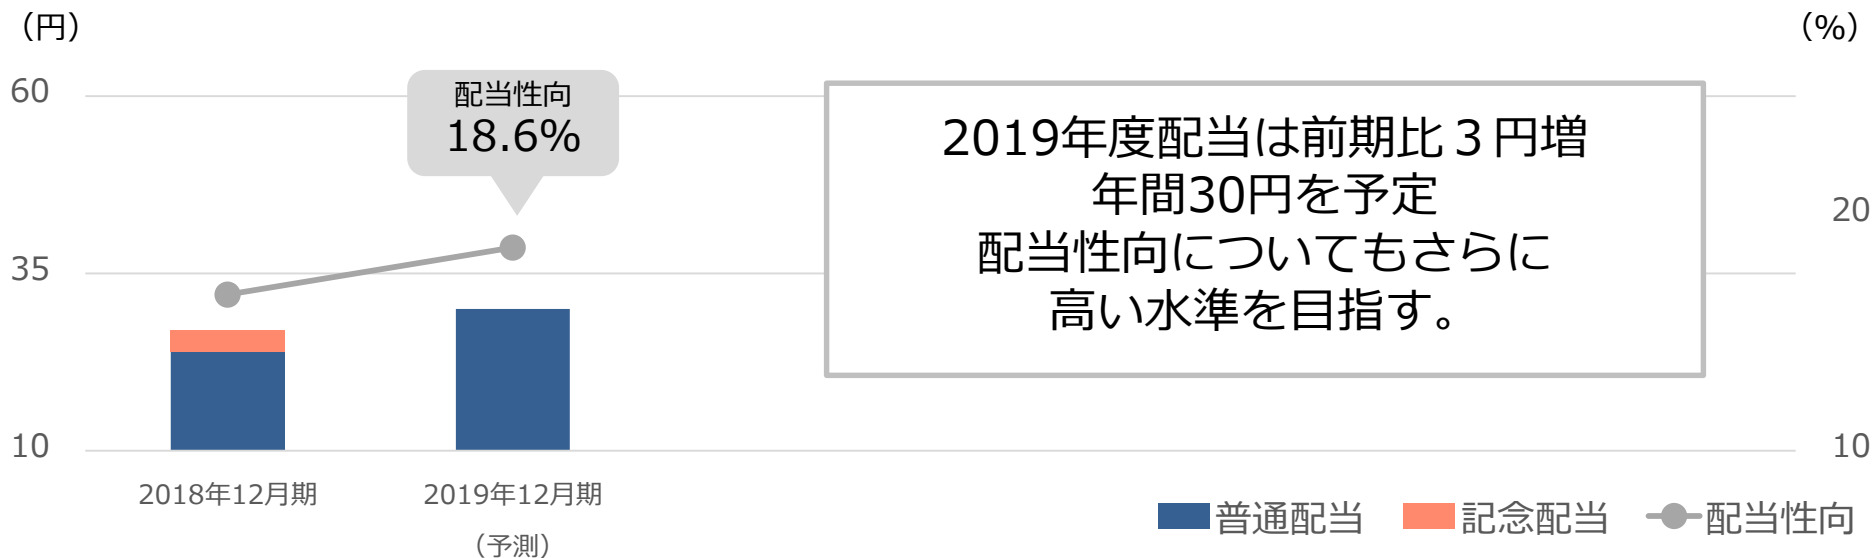 （円）
（%）
60
35
10
20
10
配当性向
18.6%
2019年度配当は前期比３円増
年間30円を予定
配当性向についてもさらに
高い水準を目指す。
2018年12月期
2019年12月期
（予測）
普通配当 記念配当 配当性向